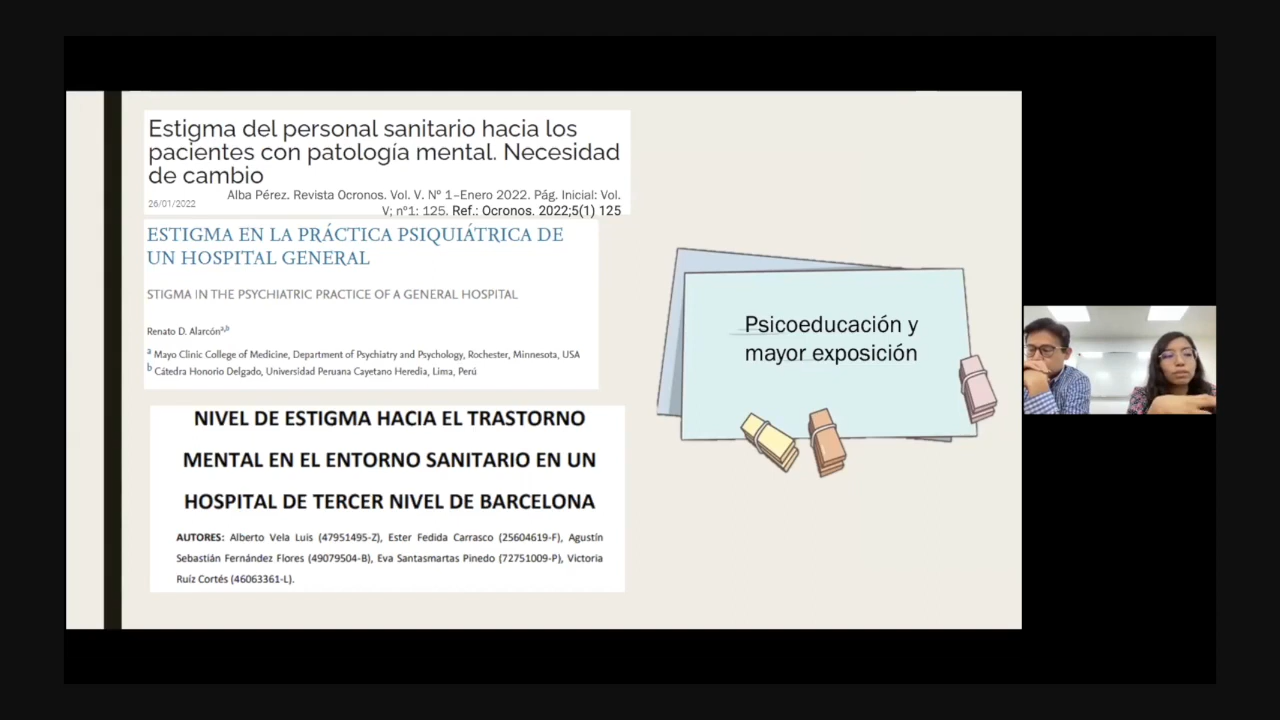 Estigma del personal sanitario hacia los
pacientes con patología mental. Necesidad
de cambio
Alba Pérez. Revista Ocronos. Vol. V. Nº 1–Enero 2022. Pág. Inicial: Vol.
26/01/2022
V; nº1: 125. Ref.: Ocronos. 2022;5(1) 125
ESTIGMA EN LA PRÁCTICA PSIQUIÁTRICA DE
UN HOSPITAL GENERAL
STIGMA IN THE PSYCHIATRIC PRACTICE OF A GENERAL HOSPITAL
Renato D. Alarcónᵃ,ᵇ
ᵃ Mayo Clinic College of Medicine, Department of Psychiatry and Psychology, Rochester, Minnesota, USA
ᵇ Cátedra Honorio Delgado, Universidad Peruana Cayetano Heredia, Lima, Perú
NIVEL DE ESTIGMA HACIA EL TRASTORNO
MENTAL EN EL ENTORNO SANITARIO EN UN
HOSPITAL DE TERCER NIVEL DE BARCELONA
AUTORES: Alberto Vela Luis (47951495-Z), Ester Fedida Carrasco (25604619-F), Agustín
Sebastián Fernández Flores (49079504-B), Eva Santasmartas Pinedo (72751009-P), Victoria
Ruíz Cortés (46063361-L).
Psicoeducación y
mayor exposición